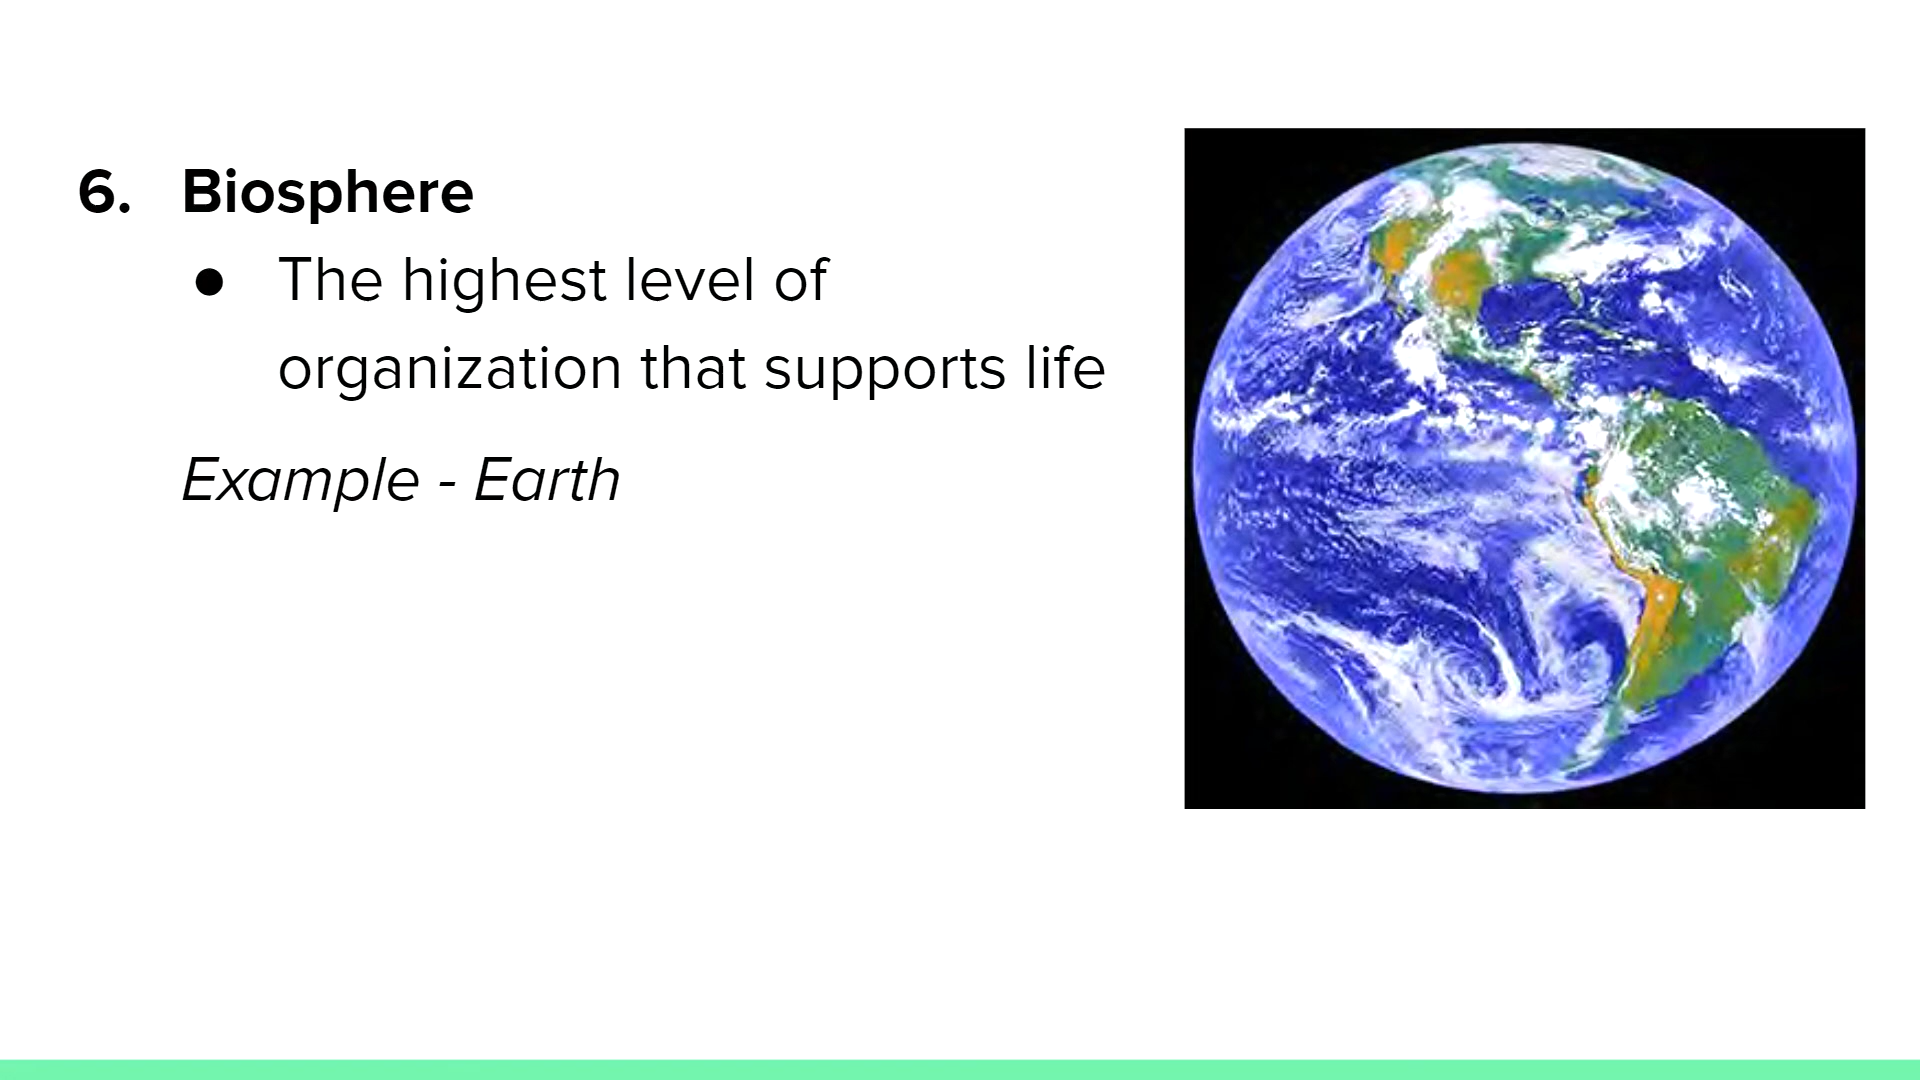 6. Biosphere
● The highest level of
organization that supports life
Example - Earth